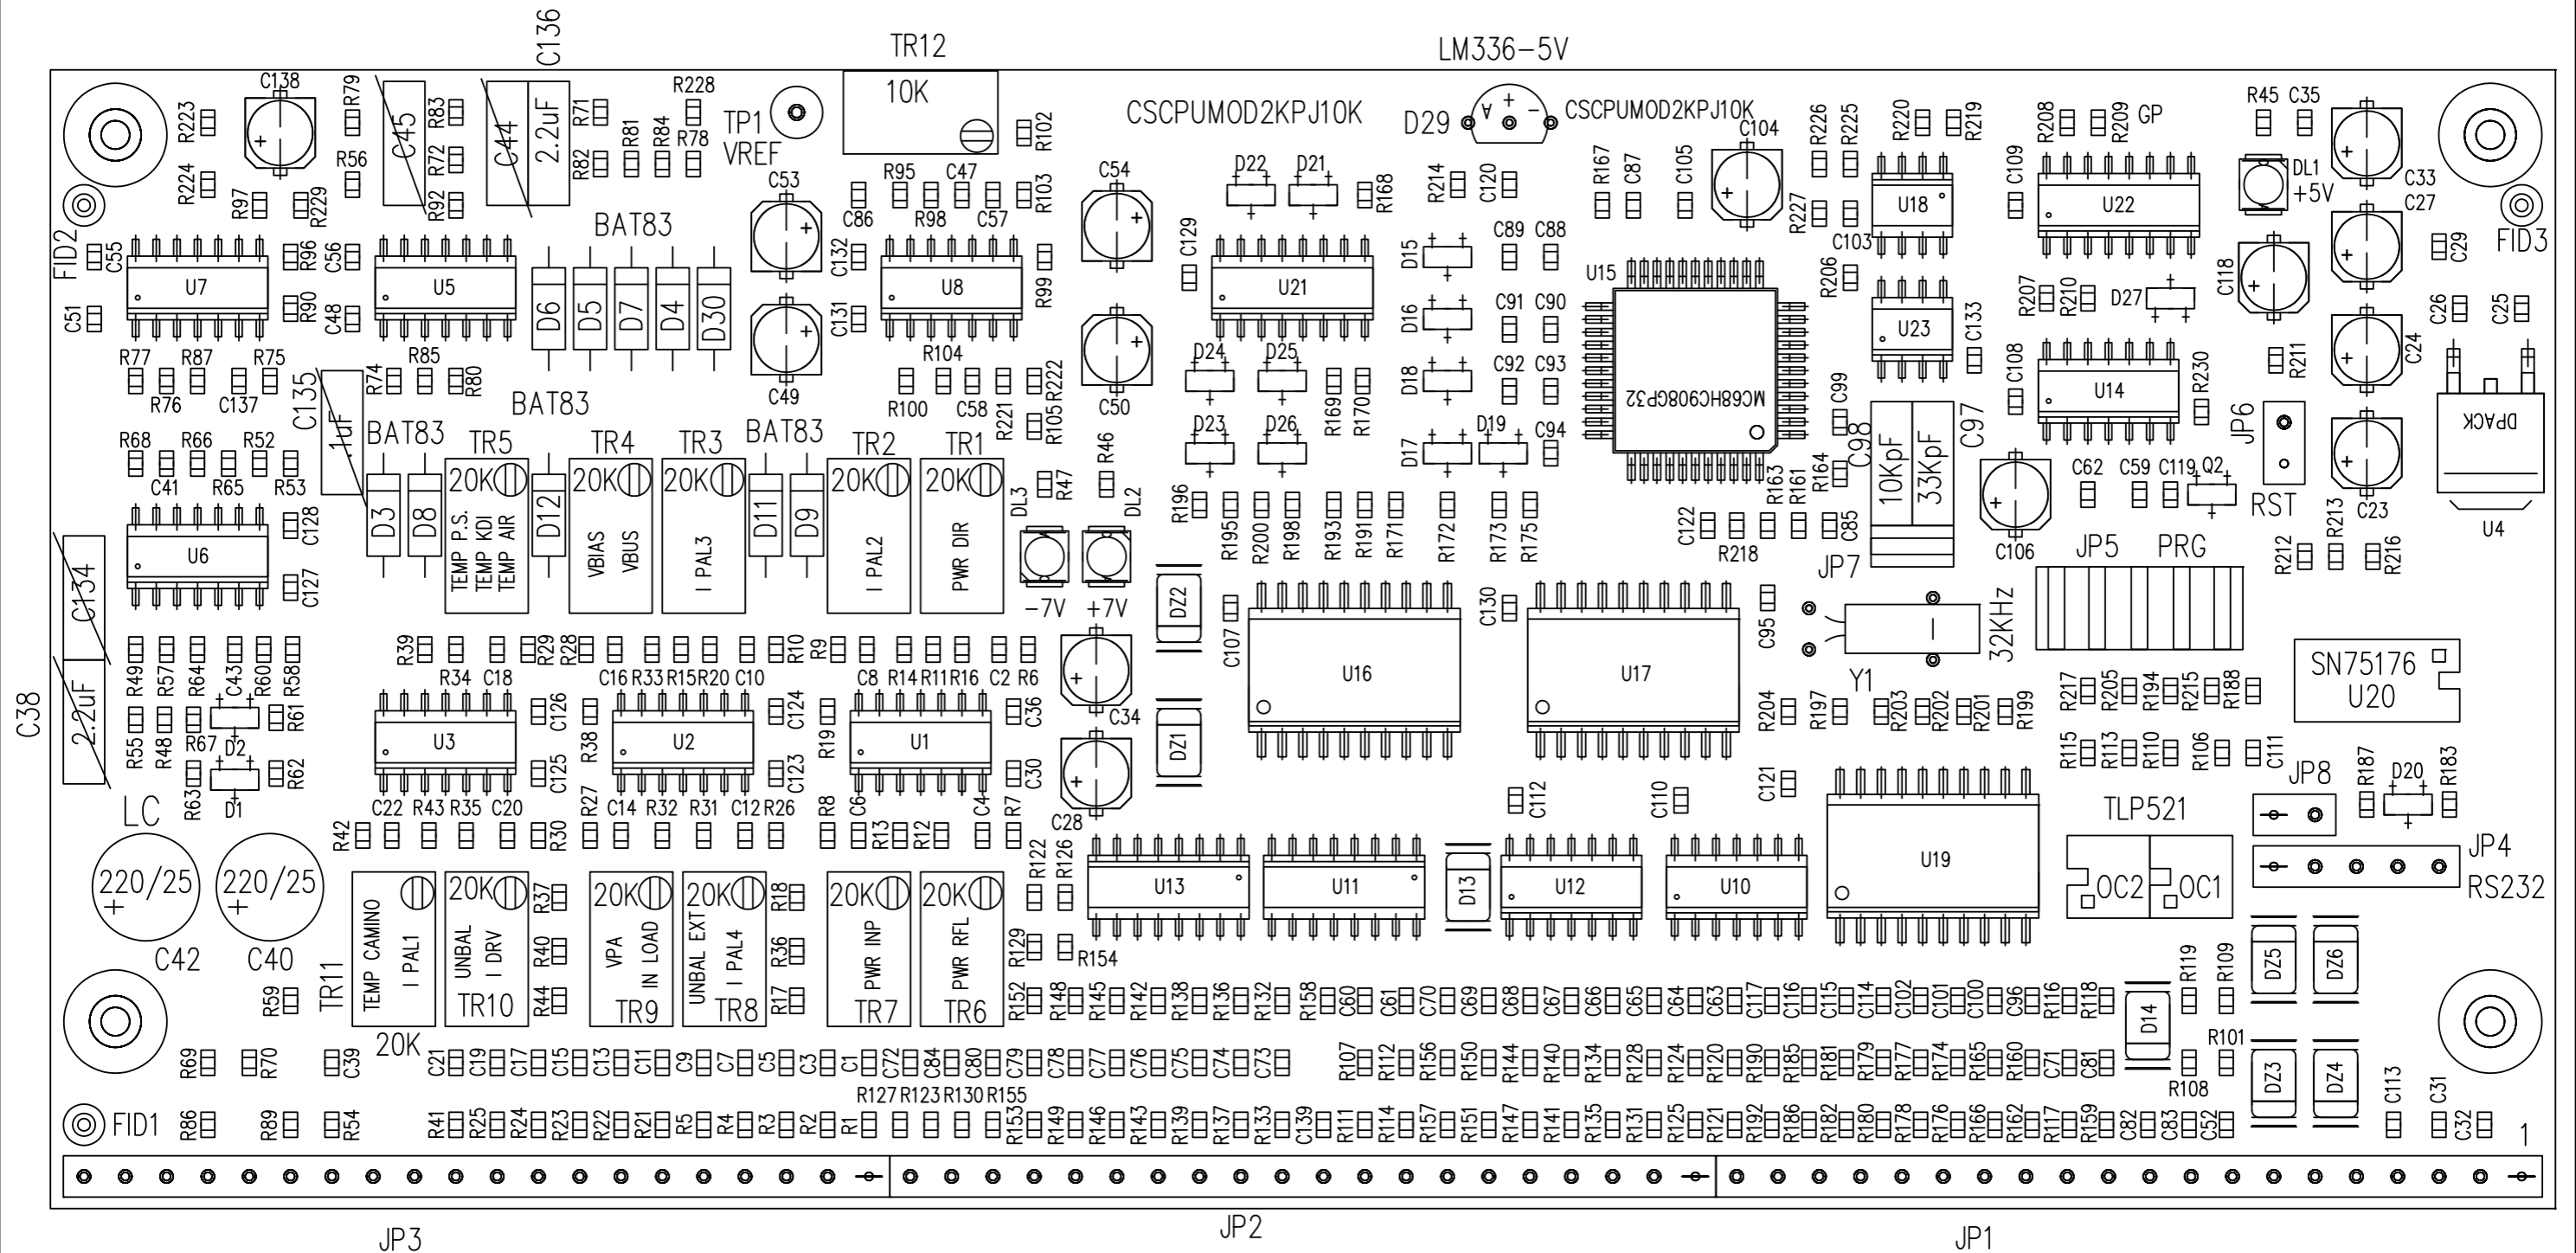 C136
TR12
LM336-5V
C138
R79
R223
C45
R83
C44
2.2uF
R71
R228
TP1
VREF
10K
R102
CSCPUMOD2KPJ10K
D29
A + -
CSCPUMOD2KPJ10K
C104
R226
R225
R220
R219
R208
R209
GP
R45
C35
R224
R56
R72
R82
R81
R84
R78
R97
R229
R92
C53
R95
C47
R103
C86
R98
C57
C54
D22
D21
R168
R214
C120
R167
C87
C105
R227
C103
U18
C109
U22
DL1
+5V
C33
C27
FID2
C55
U7
R96
C56
U5
BAT83
C132
U8
R99
C129
U21
D15
C89
C88
U15
R206
C118
C29
FID3
C51
R90
C48
D6
D5
D7
D4
D30
C131
D16
C91
C90
U23
C133
R207
R210
D27
C26
C25
R77
R87
R75
R85
R104
D24
D25
C92
C93
C108
U14
R230
R211
C24
R76
C137
C135
.1uF
R74
R80
BAT83
C49
R100
C58
R221
R222
R105
C50
R169
R170
D18
MC68HC908GP32
C99
C98
10KpF
33KpF
C97
JP6
DPACK
R68
R66
R52
BAT83
TR5
TR4
TR3
BAT83
TR2
TR1
R46
D23
D26
D17
D19
C94
C41
R65
R53
20K
20K
20K
20K
20K
DL3
R47
DL2
R196
R163
R161
R164
C62
C59
C119
Q2
RST
C23
U4
U6
C128
C127
D3
D8
D12
D11
D9
TEMP P.S.
TEMP KDI
TEMP AIR
VBIAS
VBUS
I PAL3
I PAL2
PWR DIR
-7V
+7V
R195
R200
R198
R193
R191
R171
R172
R173
R175
C122
R218
C85
C106
JP5
PRG
R212
R213
R216
C134
DZ2
C107
C130
C95
JP7
32KHz
R39
R29
R28
R10
R9
C38
2.2uF
R49
R57
R64
C43
R60
R58
R34
C18
C16
R33
R15
R20
C10
C8
R14
R11
R16
C2
R6
U16
U17
Y1
SN75176
U20
R55
R48
R67
D2
R61
U3
C126
R38
U2
C124
R19
U1
C36
C34
DZ1
R204
R197
R203
R202
R201
R199
R217
R205
R194
R215
R188
R63
D1
R62
C125
C123
C30
C121
R115
R113
R110
R106
C111
JP8
R187
D20
R183
LC
C22
R43
R35
C20
R27
C14
R32
R31
C12
R26
R8
C6
C4
R7
C28
C112
C110
TLP521
R42
R30
R13
R12
R122
R126
220/25
+
220/25
+
20K
R37
20K
20K
R18
20K
20K
U13
U11
D13
U12
U10
U19
OC2
OC1
JP4
RS232
C42
C40
TR11
TEMP CAMINO
I PAL1
UNBAL
I DRV
TR10
R40
VPA
IN LOAD
TR9
UNBAL EXT
I PAL4
TR8
R36
PWR INP
TR7
PWR RFL
TR6
R129
R154
DZ5
DZ6
R59
20K
R44
R17
R152
R148
R145
R142
R138
R136
R132
R158
C60
C61
C70
C69
C68
C67
C66
C65
C64
C63
C117
C116
C115
C114
C102
C101
C100
C96
R116
R118
D14
R119
R109
R69
R70
C39
C21
C19
C17
C15
C13
C11
C9
C7
C5
C3
C1
C72
C84
C80
C79
C78
C77
C76
C75
C74
C73
R107
R112
R156
R150
R144
R140
R134
R128
R124
R120
R190
R185
R181
R179
R177
R174
R165
R160
C71
C81
R108
R101
DZ3
DZ4
C113
C31
FID1
R86
R89
R54
R41
R25
R24
R23
R22
R21
R5
R4
R3
R2
R1
R127
R123
R130
R155
R153
R149
R146
R143
R139
R137
R133
C139
R111
R114
R157
R151
R147
R141
R135
R131
R125
R121
R192
R186
R182
R180
R178
R176
R166
R162
R117
R159
C82
C83
C52
C32
1
JP3
JP2
JP1